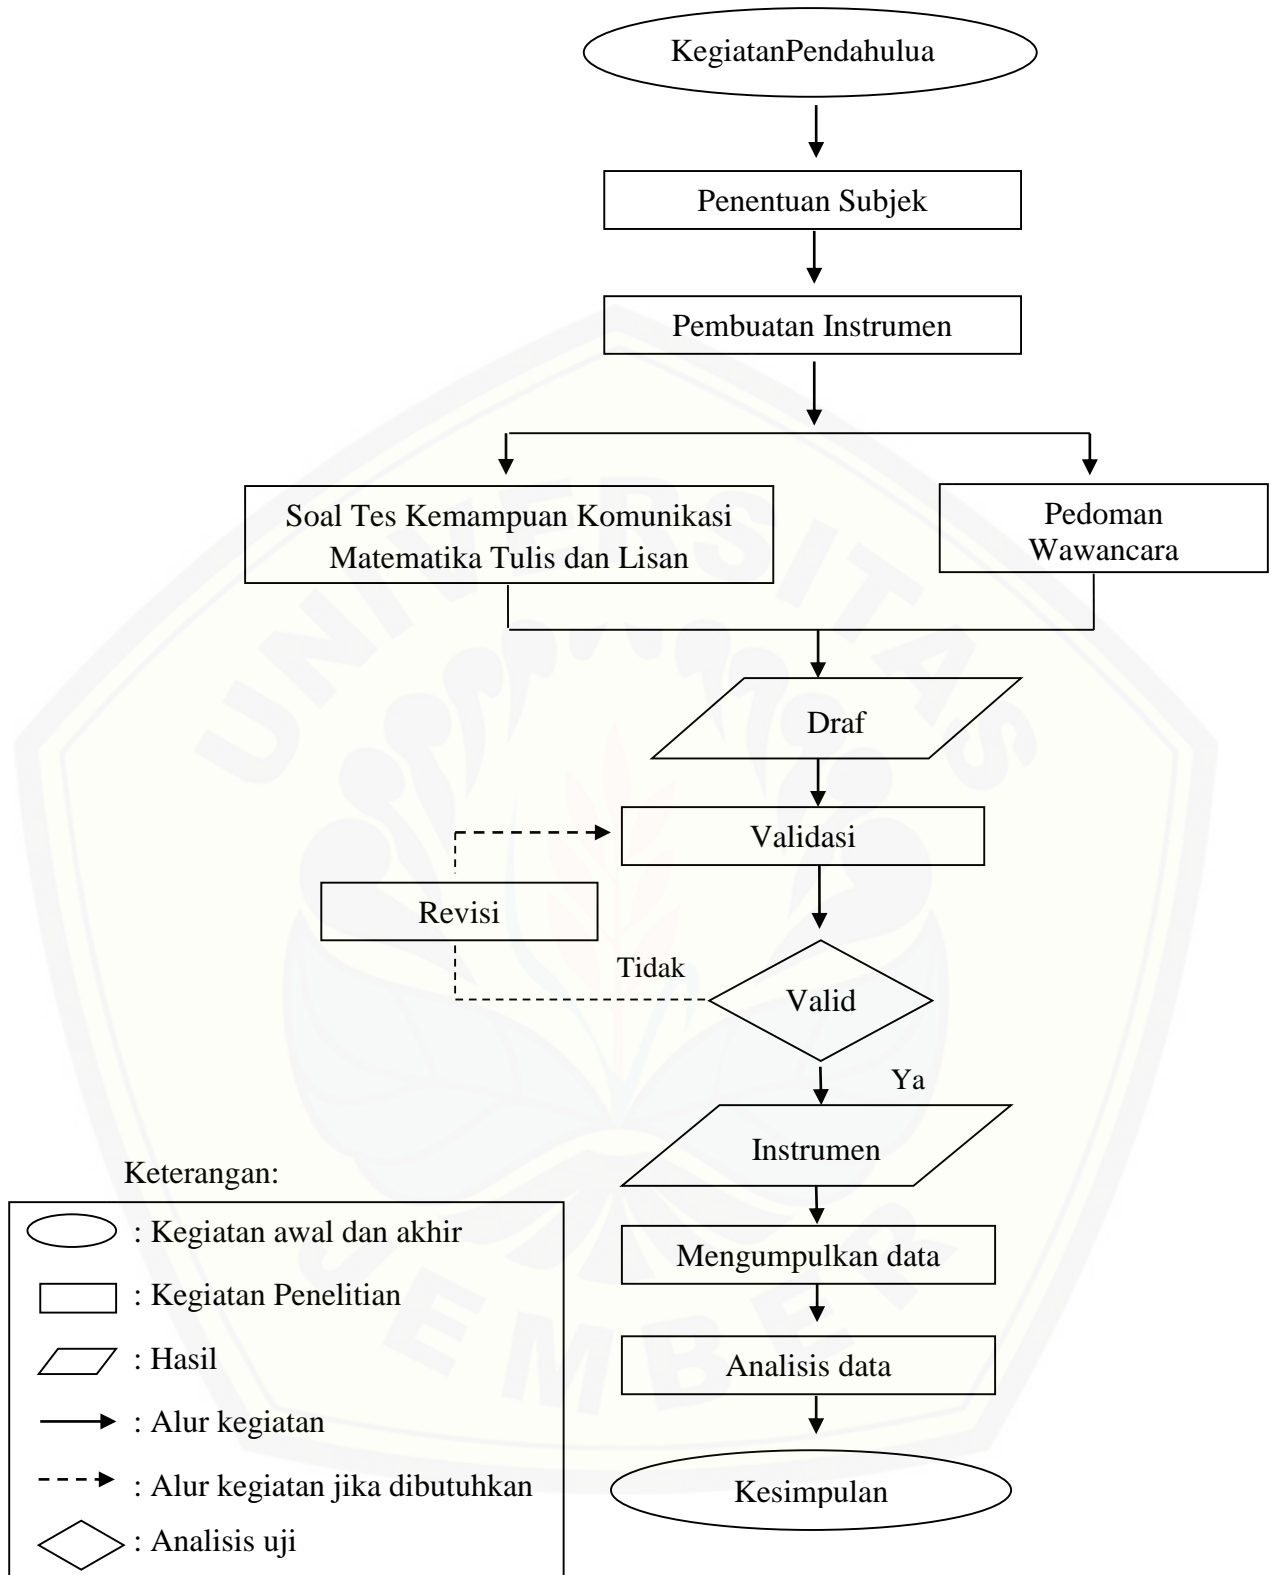 KegiatanPendahulua
Penentuan Subjek
Pembuatan Instrumen
Soal Tes Kemampuan Komunikasi
Matematika Tulis dan Lisan
Pedoman
Wawancara
Draf
Validasi
Revisi
Tidak
Valid
Ya
Instrumen
Mengumpulkan data
Analisis data
Kesimpulan
Keterangan:
: Kegiatan awal dan akhir
: Kegiatan Penelitian
: Hasil
: Alur kegiatan
: Alur kegiatan jika dibutuhkan
: Analisis uji
UNIVERSITAS
JEMBER